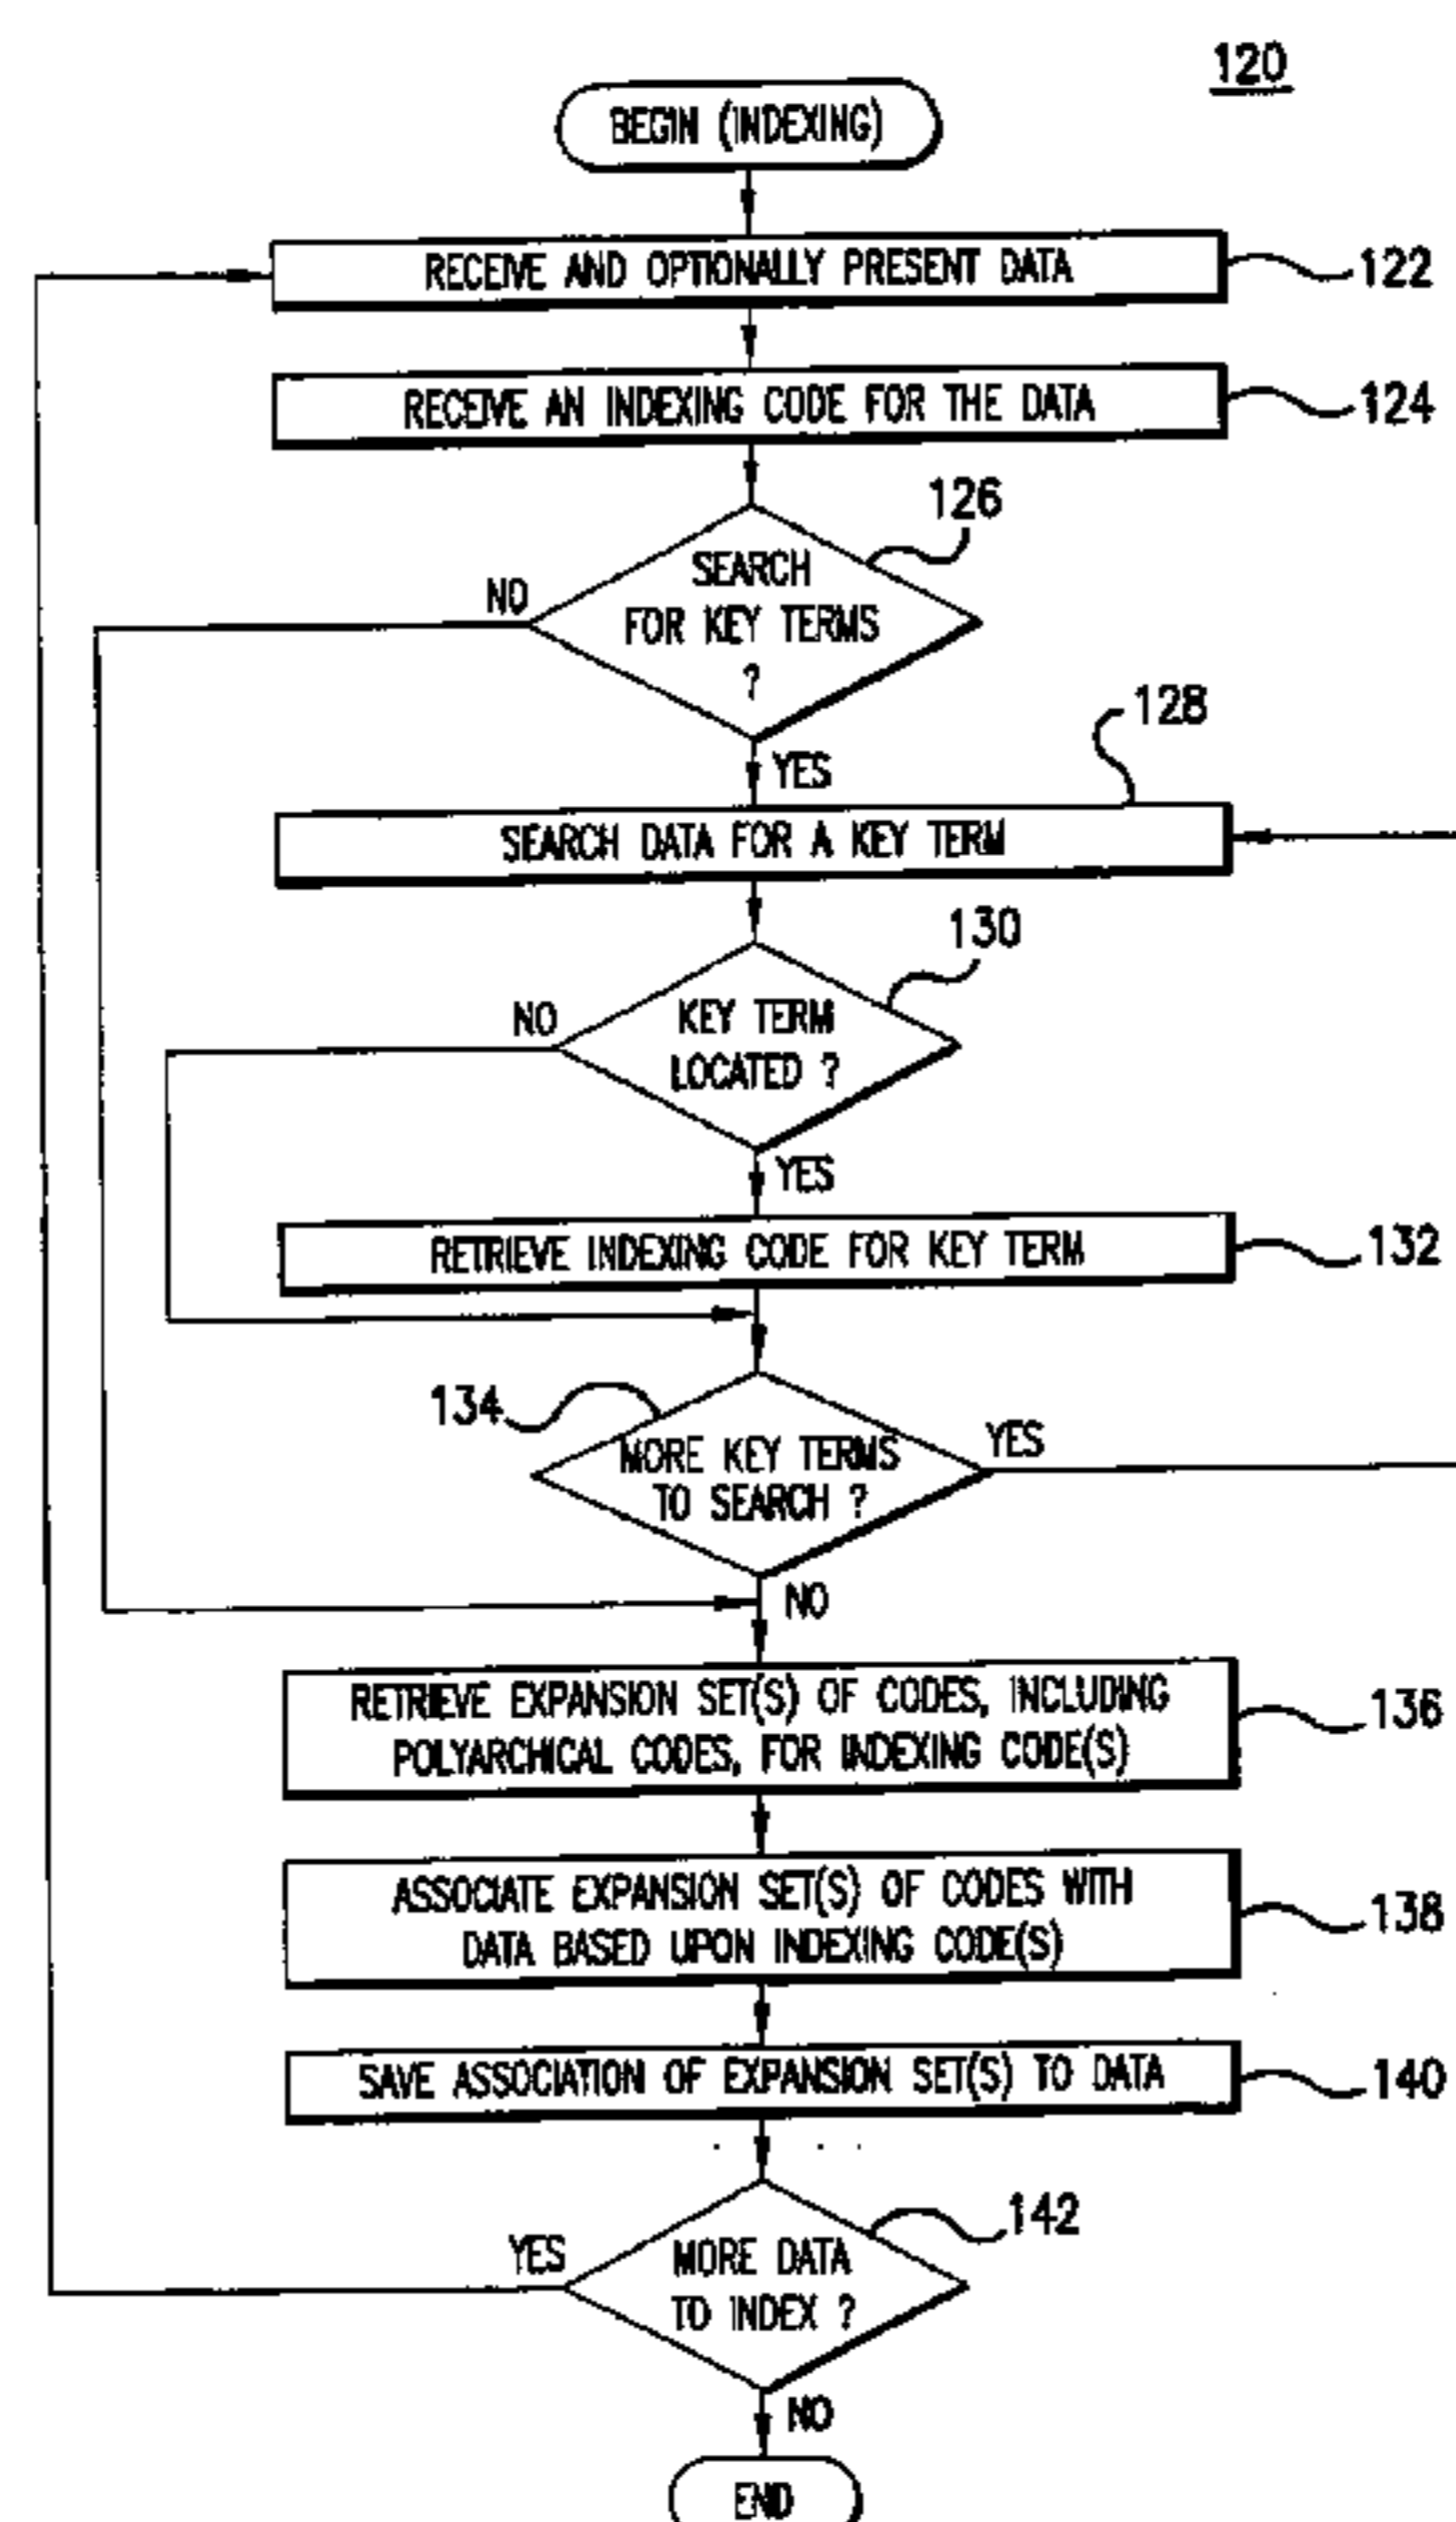 120
BEGIN (INDEXING)
RECEIVE AND OPTIONALLY PRESENT DATA
122
RECEIVE AN INDEXING CODE FOR THE DATA
124
126
SEARCH
FOR KEY TERMS
?
NO
YES
128
SEARCH DATA FOR A KEY TERM
130
KEY TERM
LOCATED ?
NO
YES
RETRIEVE INDEXING CODE FOR KEY TERM
132
134
MORE KEY TERMS
TO SEARCH ?
YES
NO
RETRIEVE EXPANSION SET(S) OF CODES, INCLUDING
POLYARCHICAL CODES, FOR INDEXING CODE(S)
136
ASSOCIATE EXPANSION SET(S) OF CODES WITH
DATA BASED UPON INDEXING CODE(S)
138
SAVE ASSOCIATION OF EXPANSION SET(S) TO DATA
140
142
YES
MORE DATA
TO INDEX ?
NO
END